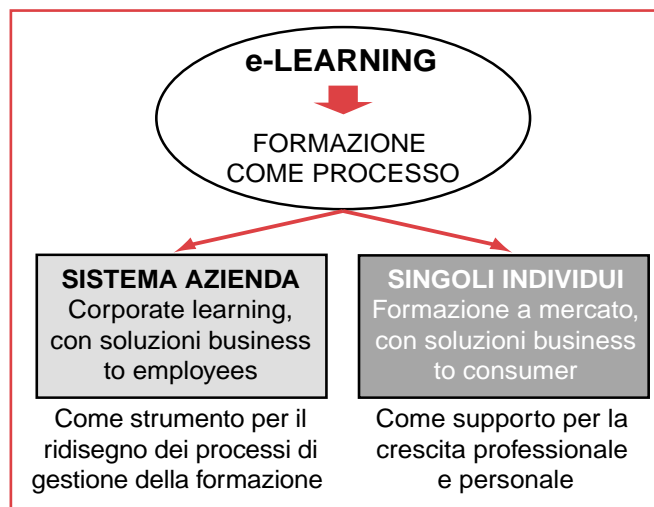 e-LEARNING
FORMAZIONE
COME PROCESSO
SISTEMA AZIENDA
Corporate learning,
con soluzioni business
to employees
SINGOLI INDIVIDUI
Formazione a mercato,
con soluzioni business
to consumer
Come strumento per il
ridisegno dei processi di
gestione della formazione
Come supporto per la
crescita professionale
e personale